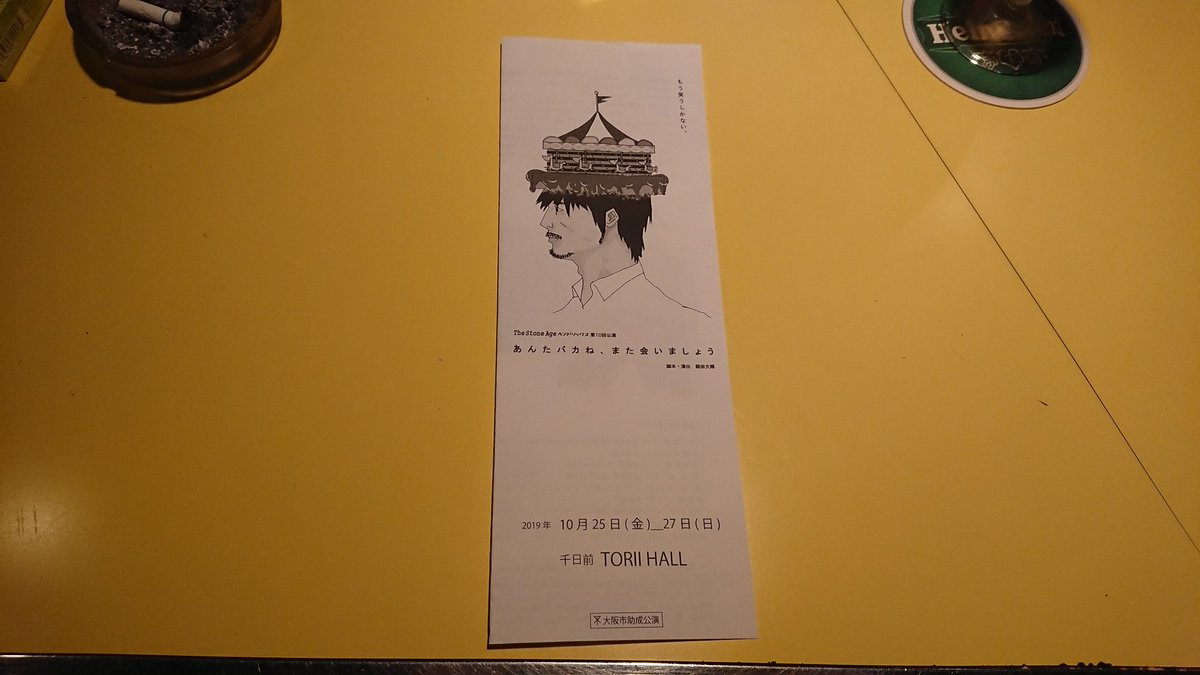 もう笑うしかない。
The Stone Age ヘンドリックス 第10回公演
あんたバカね、また会いましょう
脚本・演出 朝田大陽
2019年 10月25日(金)__27日(日)
千日前 TORII HALL
大阪市助成公演